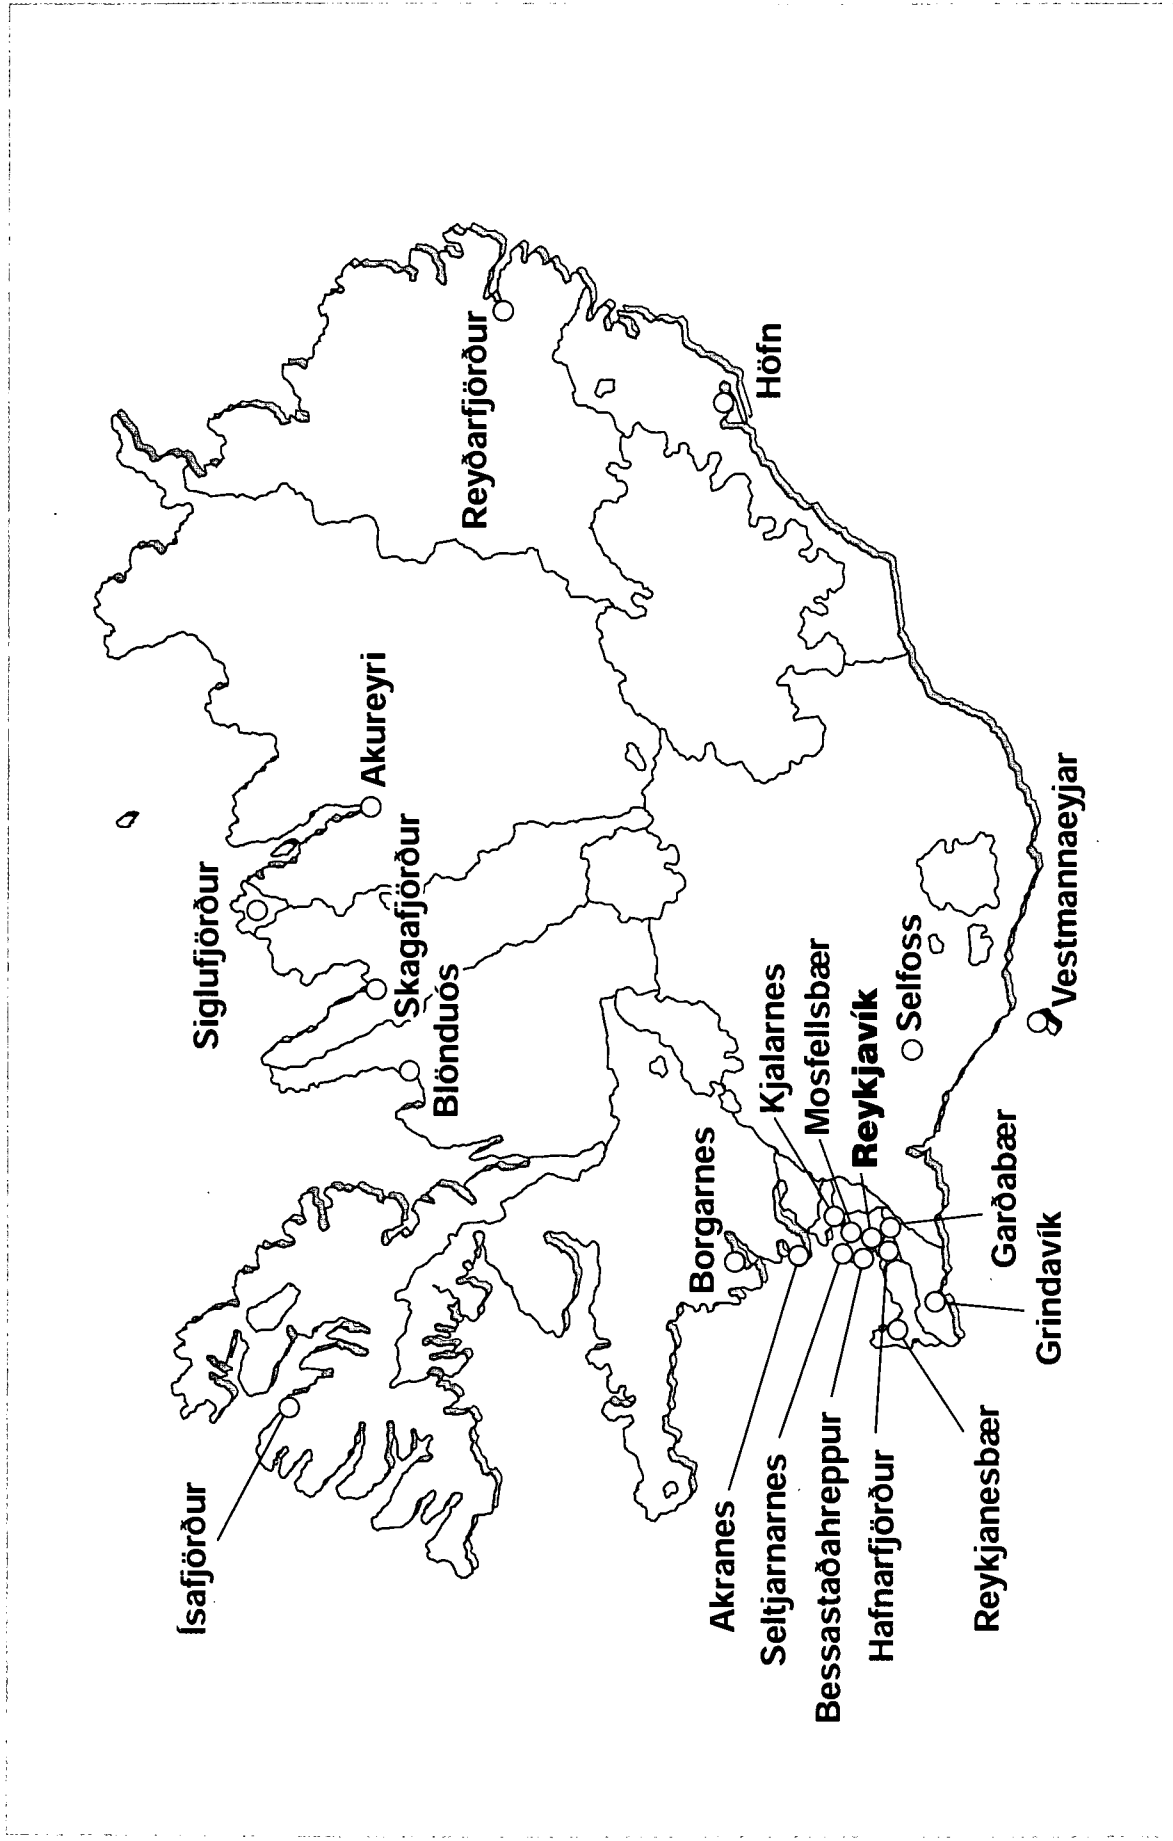 Ísafjörður
Siglufjörður
Akureyri
Skagafjörður
Blönduós
Reyðarfjörður
Höfn
Borgarnes
Kjalarnes
Mosfellsbær
Reykjavík
Selfoss
Vestmannaeyjar
Akranes
Seltjarnarnes
Bessastaðahreppur
Hafnarfjörður
Reykjanesbær
Garðabær
Grindavík